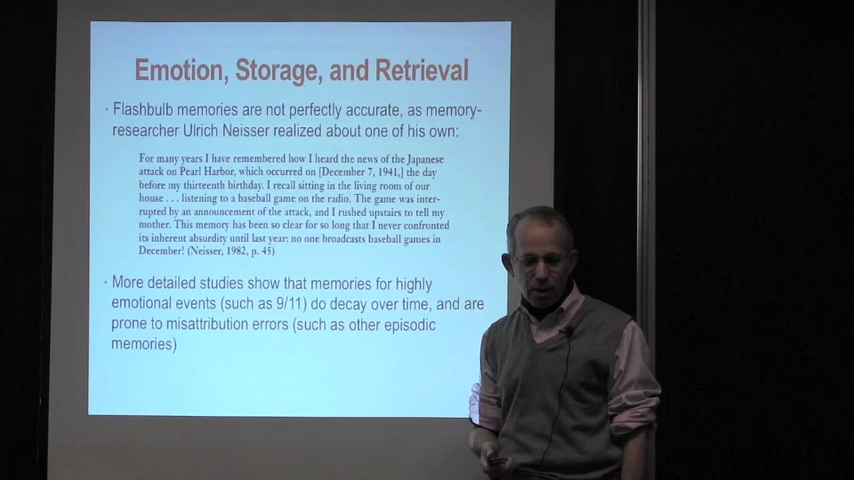 Emotion, Storage, and Retrieval
• Flashbulb memories are not perfectly accurate, as memory-
researcher Ulrich Neisser realized about one of his own:
For many years I have remembered how I heard the news of the Japanese
attack on Pearl Harbor, which occurred on [December 7, 1941,] the day
before my thirteenth birthday. I recall sitting in the living room of our
house . . . listening to a baseball game on the radio. The game was inter-
rupted by an announcement of the attack, and I rushed upstairs to tell my
mother. This memory has been so clear for so long that I never confronted
its inherent absurdity until last year: no one broadcasts baseball games in
December! (Neisser, 1982, p. 45)
• More detailed studies show that memories for highly
emotional events (such as 9/11) do decay over time, and are
prone to misattribution errors (such as other episodic
memories)